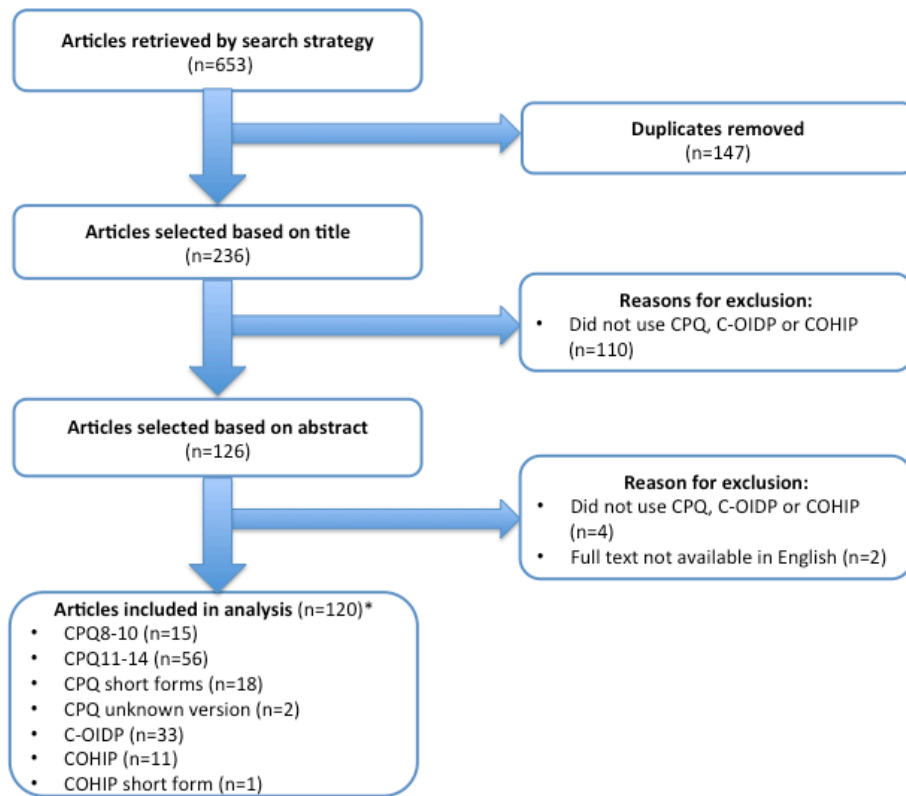 Articles retrieved by search strategy
(n=653)
Duplicates removed
(n=147)
Articles selected based on title
(n=236)
Reasons for exclusion:
• Did not use CPQ, C-OIDP or COHIP
(n=110)
Articles selected based on abstract
(n=126)
Reason for exclusion:
• Did not use CPQ, C-OIDP or COHIP
(n=4)
• Full text not available in English (n=2)
Articles included in analysis (n=120)*
• CPQ8-10 (n=15)
• CPQ11-14 (n=56)
• CPQ short forms (n=18)
• CPQ unknown version (n=2)
• C-OIDP (n=33)
• COHIP (n=11)
• COHIP short form (n=1)